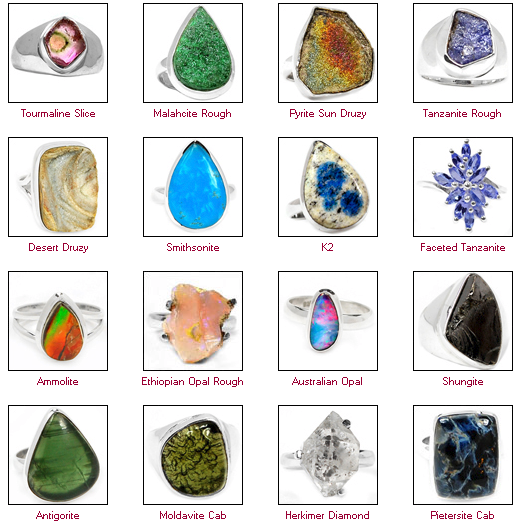 Tourmaline Slice
Malahcite Rough
Pyrite Sun Druzy
Tanzanite Rough
Desert Druzy
Smithsonite
K2
Faceted Tanzanite
Ammolite
Ethiopian Opal Rough
Australian Opal
Shungite
Antigorite
Moldavite Cab
Herkimer Diamond
Pietersite Cab